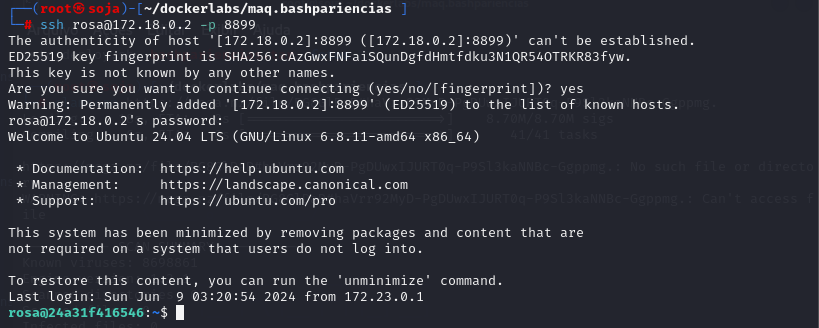 (root㉿soja)-[~/dockerlabs/maq.bashpariencias ]
# ssh rosa@172.18.0.2 -p 8899
The authenticity of host '[172.18.0.2]:8899 ([172.18.0.2]:8899)' can't be established.
ED25519 key fingerprint is SHA256:cAzGwxFNFaiSQunDgfdHmtfdku3N1QR54OTRKR83fyw.
This key is not known by any other names.
Are you sure you want to continue connecting (yes/no/[fingerprint])? yes
Warning: Permanently added '[172.18.0.2]:8899' (ED25519) to the list of known hosts.
rosa@172.18.0.2's password:
Welcome to Ubuntu 24.04 LTS (GNU/Linux 6.8.11-amd64 x86_64)
* Documentation: https://help.ubuntu.com
* Management: https://landscape.canonical.com
* Support: https://ubuntu.com/pro
This system has been minimized by removing packages and content that are
not required on a system that users do not log into.
To restore this content, you can run the 'unminimize' command.
Last login: Sun Jun 9 03:20:54 2024 from 172.23.0.1
rosa@24a31f416546:~$